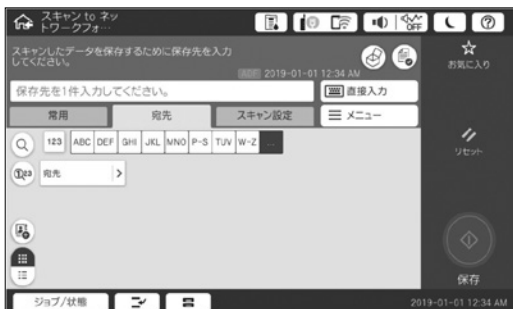 スキャン to ネッ
トワークフォ…
OFF
?
スキャンしたデータを保存するために保存先を入力
してください。
ADF 2019-01-01 12:34 AM
お気に入り
保存先を1件入力してください。
直接入力
常用 宛先 スキャン設定 メニュー
123 ABC DEF GHI JKL MNO P-S TUV W-Z ...
リセット
123 宛先 >
保存
ジョブ/状態
2019-01-01 12:34 AM